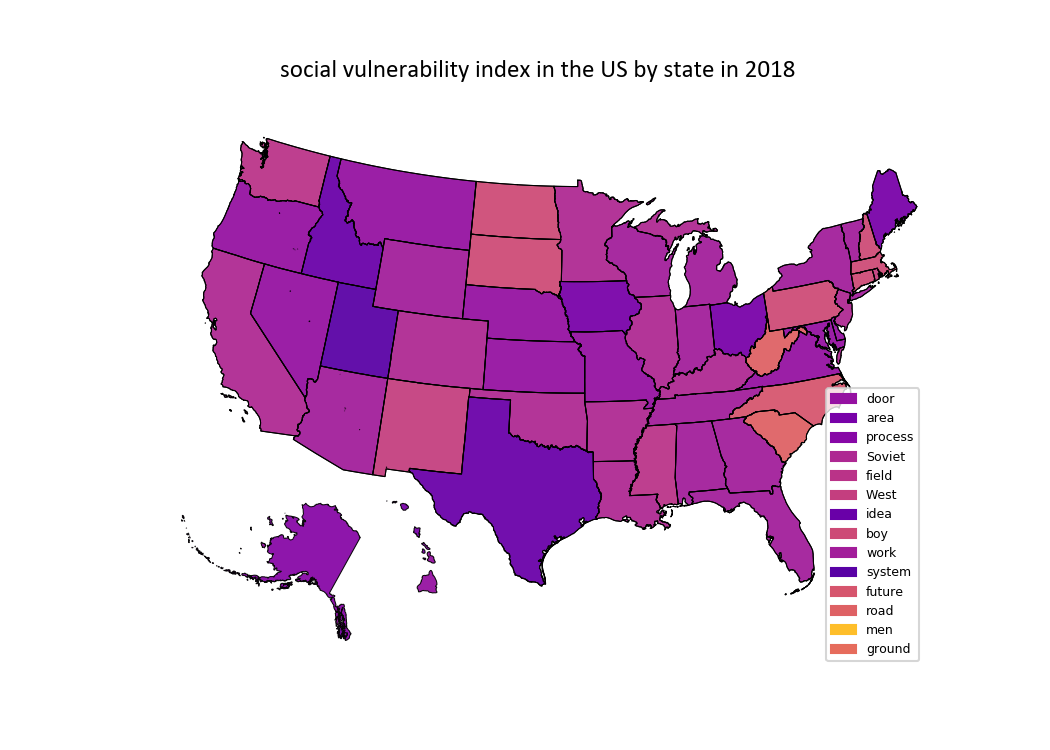 social vulnerability index in the US by state in 2018
door
area
process
Soviet
field
West
idea
boy
work
system
future
road
men
ground